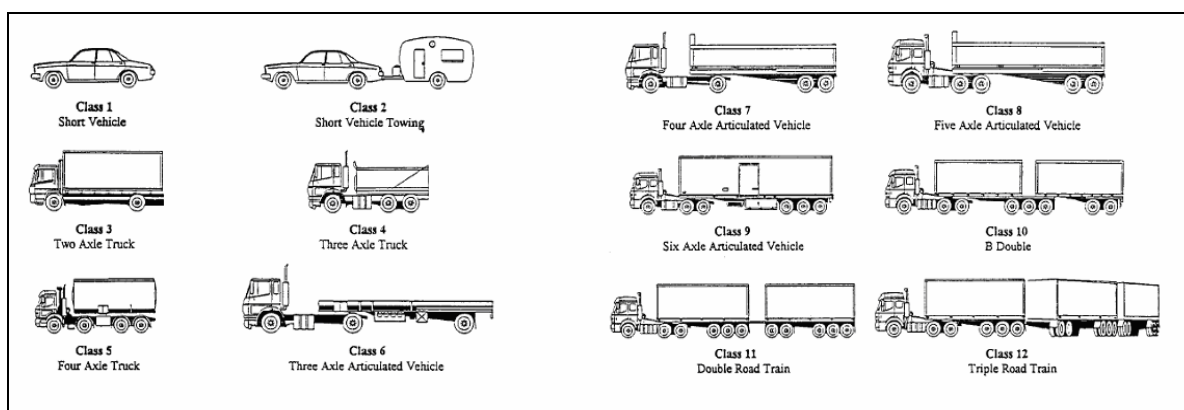 Class 1
Short Vehicle
Class 2
Short Vehicle Towing
Class 3
Two Axle Truck
Class 4
Three Axle Truck
Class 5
Four Axle Truck
Class 6
Three Axle Articulated Vehicle
Class 7
Four Axle Articulated Vehicle
Class 8
Five Axle Articulated Vehicle
Class 9
Six Axle Articulated Vehicle
Class 10
B Double
Class 11
Double Road Train
Class 12
Triple Road Train